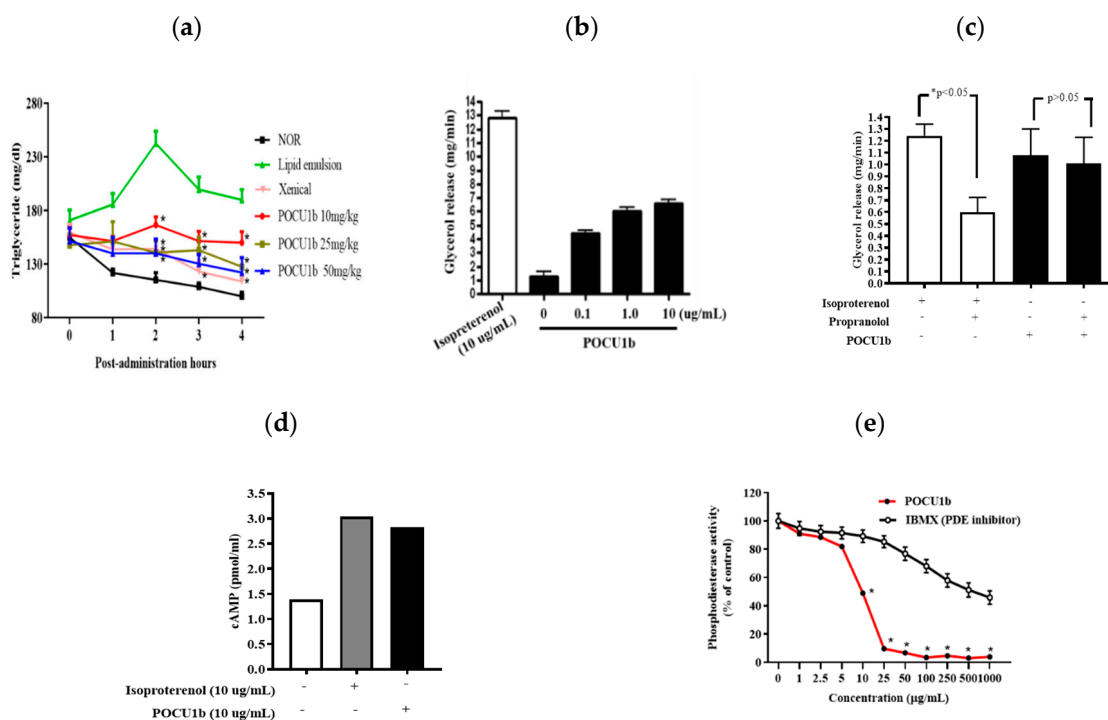 (a)
(b)
(c)
280
230
180
130
80
Triglyceride (mg/dl)
0 1 2 3 4
Post-administration hours
NOR
Lipid emulsion
Xenical
POCU1b 10mg/kg
POCU1b 25mg/kg
POCU1b 50mg/kg
* * * * * * * * * * *
14
13
12
11
10
9
8
7
6
5
4
3
2
1
0
Glycerol release (mg/min)
Isopreterenol
(10 ug/mL)
0 0.1 1.0 10 (ug/mL)
POCU1b
*p<0.05
p>0.05
1.4
1.3
1.2
1.1
1.0
0.9
0.8
0.7
0.6
0.5
0.4
0.3
0.2
0.1
0.0
Glycerol release (mg/min)
Isoproterenol + + - -
Propranolol - + - +
POCU1b - - + +
(d)
(e)
3.5
3.0
2.5
2.0
1.5
1.0
0.5
0.0
cAMP (pmol/ml)
Isoproterenol (10 ug/mL) - + -
POCU1b (10 ug/mL) - - +
120
100
80
60
40
20
0
Phosphodiesterase activity
(% of control)
POCU1b
IBMX (PDE inhibitor)
* * * * * * *
0 1 2.5 5 10 25 50 100 250 500 1000
Concentration (µg/mL)